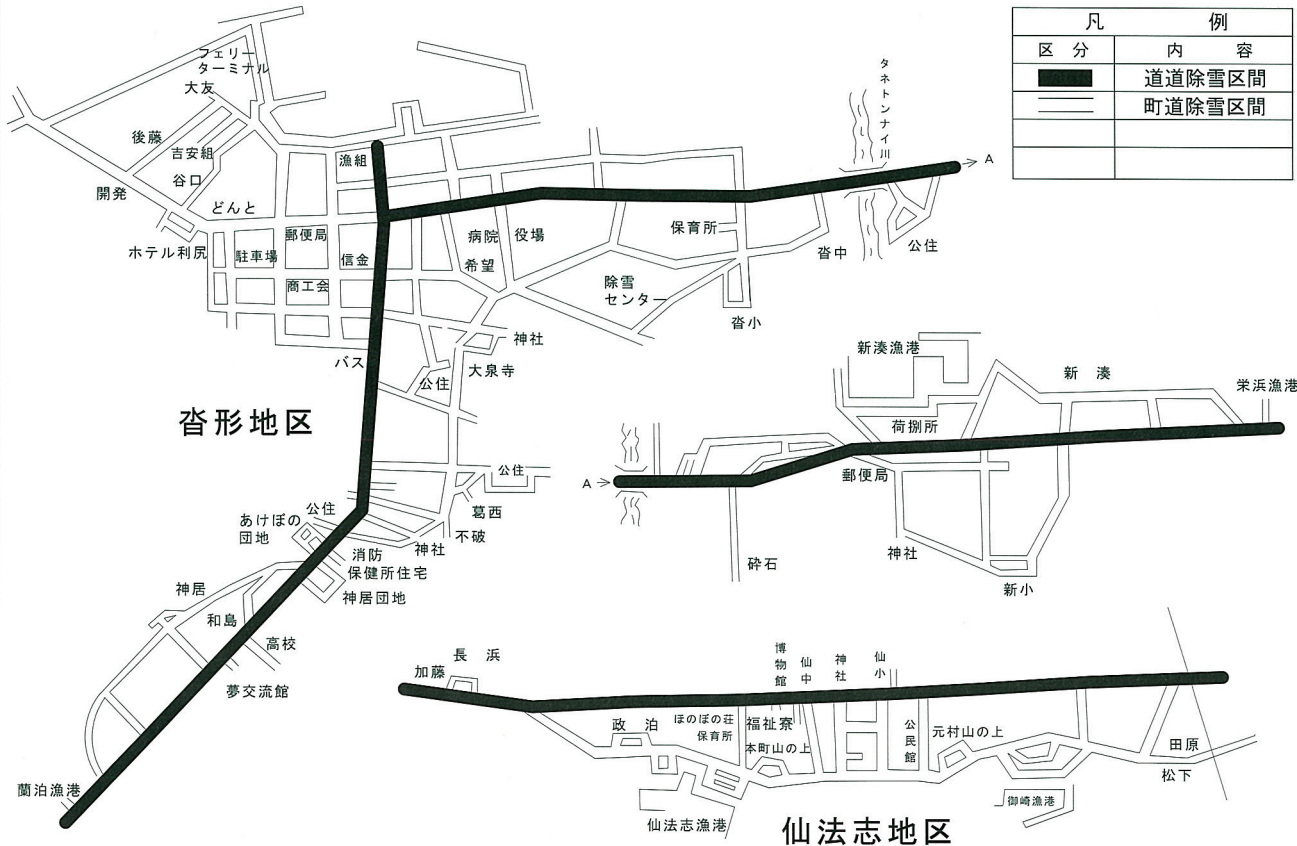 凡 例
区 分 内 容
道道除雪区間
町道除雪区間
フェリー
ターミナル
大友
後藤
吉安組
谷口
開発
どんと
ホテル利尻
駐車場
郵便局
商工会
漁組
信金
病院
希望
役場
保育所
除雪
センター
沓小
沓中
公住
タネトンナイ川
A
バス
公住
神社
大泉寺
沓形地区
公住
葛西
不破
神社
公住
あけぼの
団地
消防
保健所住宅
神居団地
神居
和島
高校
夢交流館
蘭泊漁港
A
新湊漁港
荷捌所
新 湊
栄浜漁港
郵便局
砕石
神社
新小
長 浜
加藤
政 泊
ほのぼの荘
保育所
福祉寮
本町山の上
博物館
仙中
神社
仙小
公民館
元村山の上
田原
松下
御崎漁港
仙法志漁港
仙法志地区